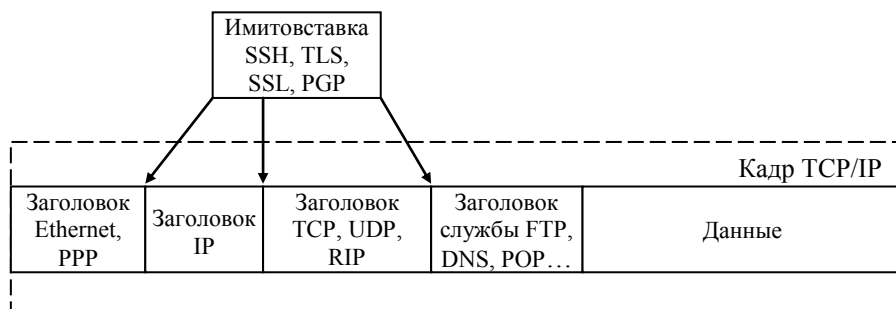 Имитовставка
SSH, TLS,
SSL, PGP
Кадр TCP/IP
Заголовок
Ethernet,
PPP
Заголовок
IP
Заголовок
TCP, UDP,
RIP
Заголовок
службы FTP,
DNS, POP…
Данные